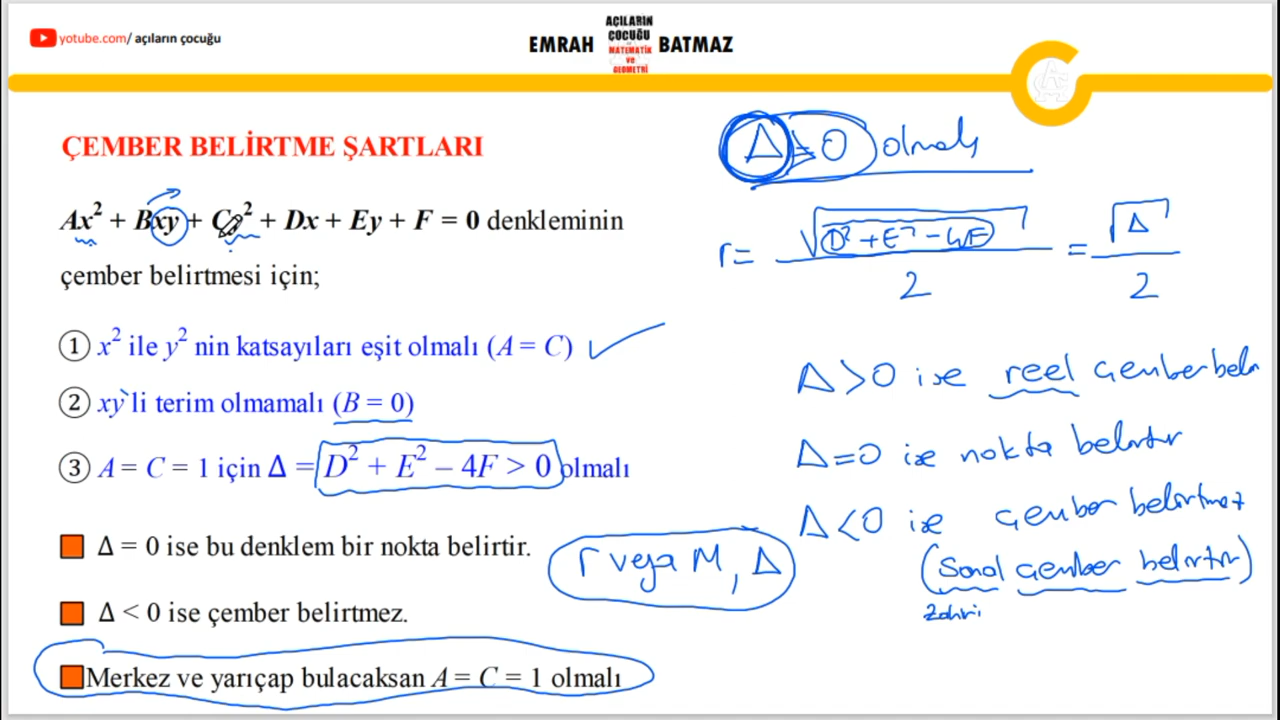 yotube.com/ açıların çocuğu
EMRAH AÇILARIN ÇOCUĞU MATEMATİK ve GEOMETRİ BATMAZ
ÇEMBER BELİRTME ŞARTLARI
Ax² + Bxy + Cy² + Dx + Ey + F = 0 denkleminin
çember belirtmesi için;
① x² ile y² nin katsayıları eşit olmalı (A = C)
② xy`li terim olmamalı (B = 0)
③ A = C = 1 için Δ = D² + E² – 4F > 0 olmalı
Δ = 0 ise bu denklem bir nokta belirtir.
Δ < 0 ise çember belirtmez.
Merkez ve yarıçap bulacaksan A = C = 1 olmalı
Δ ≥ 0 olmalı
r = √(D² + E² – 4F) / 2 = √Δ / 2
Δ > 0 ise reel çember belir
Δ = 0 ise nokta belirtir
Δ < 0 ise çember belirtmez
(Sanal çember belirtir)
r veya M, Δ